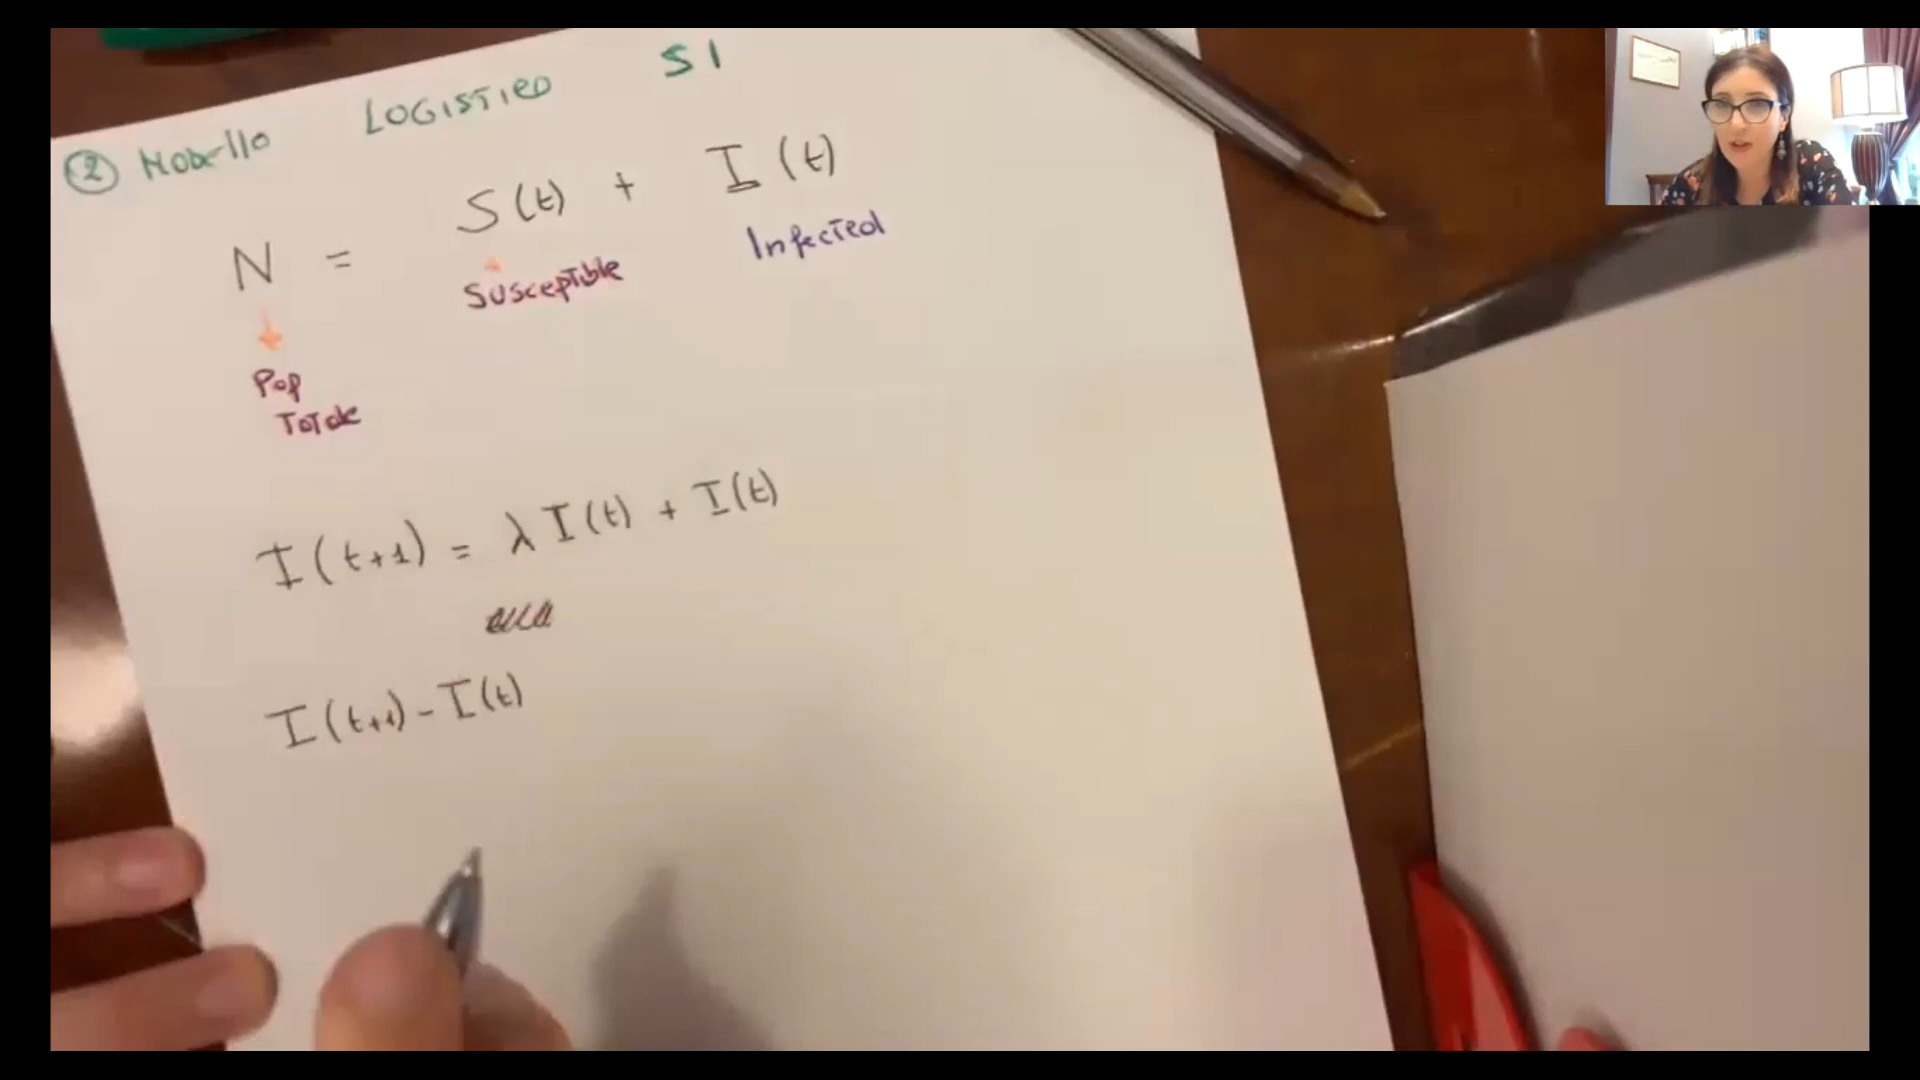 ② Modello LOGISTICO SI
N = S(t) + I(t)
Susceptible Infected
Pop
Totale
I(t+1) = λ I(t) + I(t)
I(t+1) - I(t)